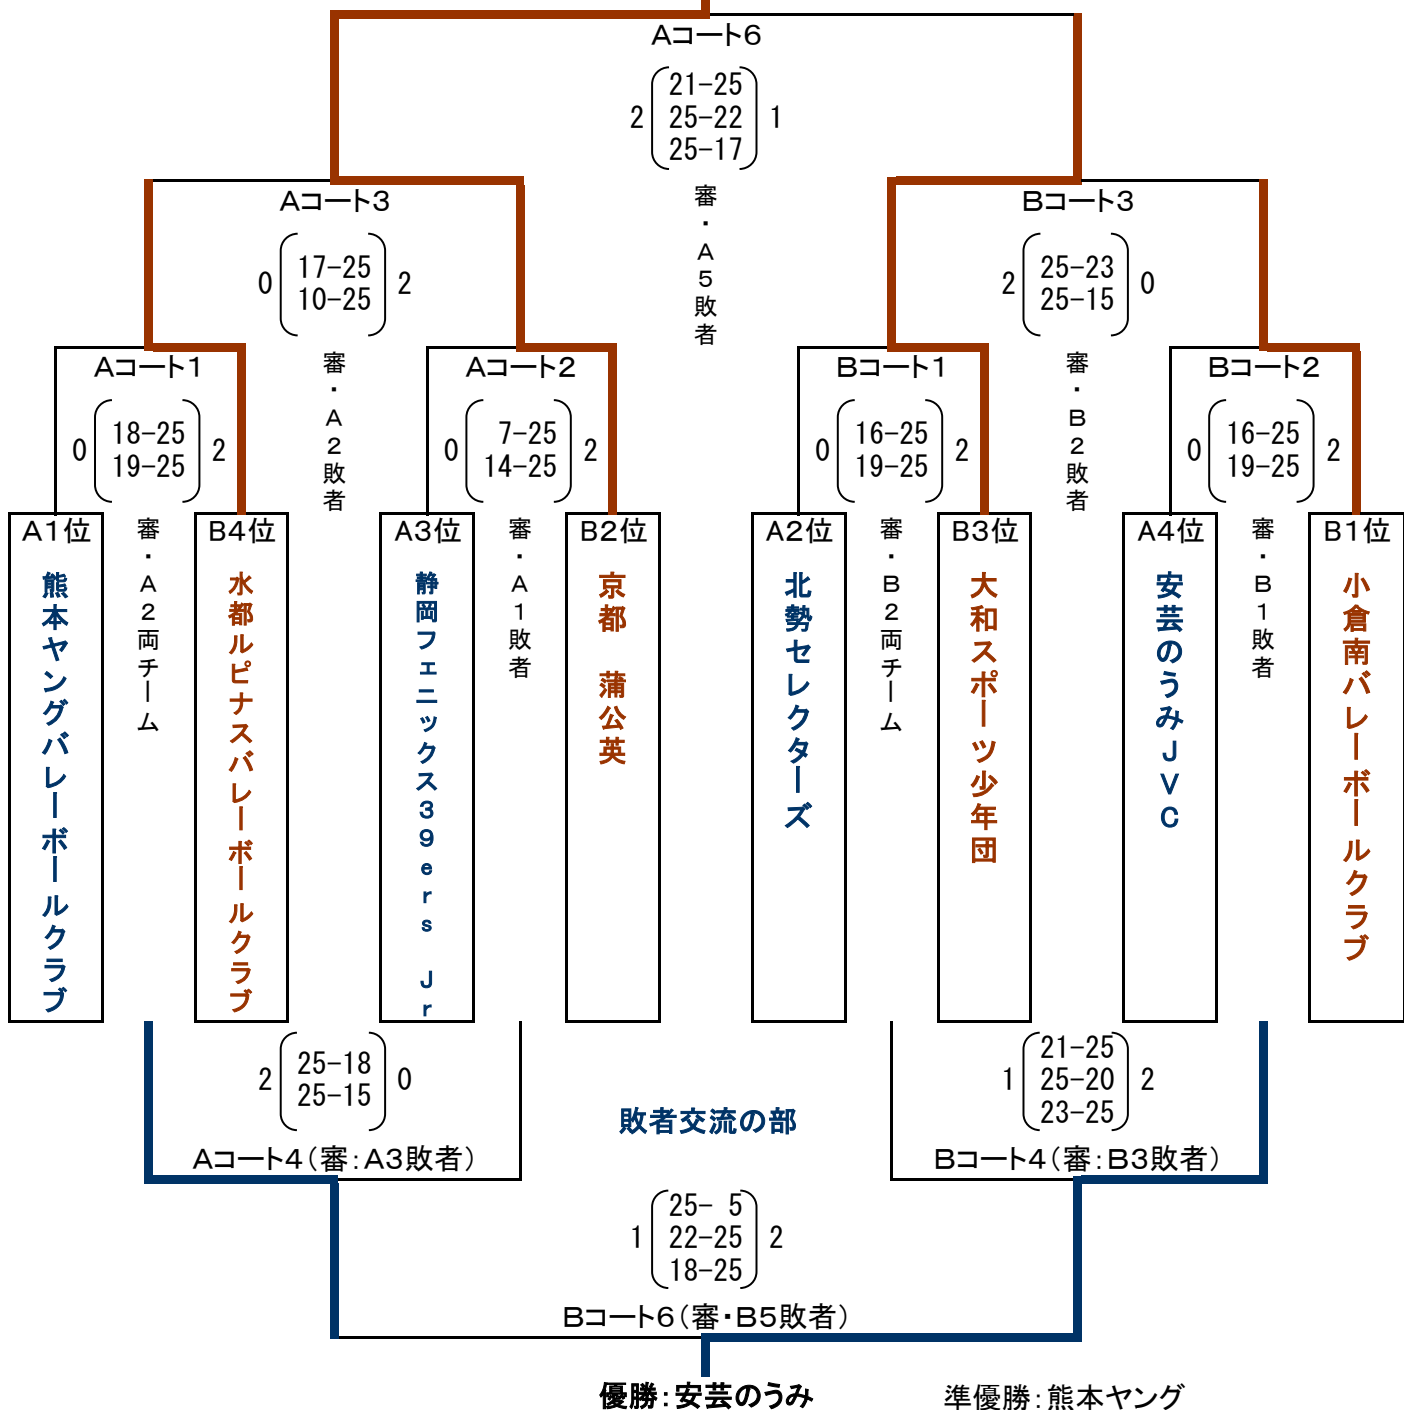 Aコート6
2 21-25 1
25-22
25-17
審・A5敗者
Aコート3
0 17-25 2
10-25
審・A2敗者
Bコート3
2 25-23 0
25-15
審・B2敗者
Aコート1
0 18-25 2
19-25
審・A2両チーム
Aコート2
0 7-25 2
14-25
審・A1敗者
Bコート1
0 16-25 2
19-25
審・B2両チーム
Bコート2
0 16-25 2
19-25
審・B1敗者
A1位
熊本ヤングバレーボールクラブ
B4位
水都ルピナスバレーボールクラブ
A3位
静岡フェニックス39ers Jr
B2位
京都 蒲公英
A2位
北勢セレクターズ
B3位
大和スポーツ少年団
A4位
安芸のうみJVC
B1位
小倉南バレーボールクラブ
2 25-18 0
25-15
Aコート4(審:A3敗者)
敗者交流の部
1 21-25 2
25-20
23-25
Bコート4(審:B3敗者)
1 25- 5 2
22-25
18-25
Bコート6(審・B5敗者)
優勝:安芸のうみ
準優勝:熊本ヤング